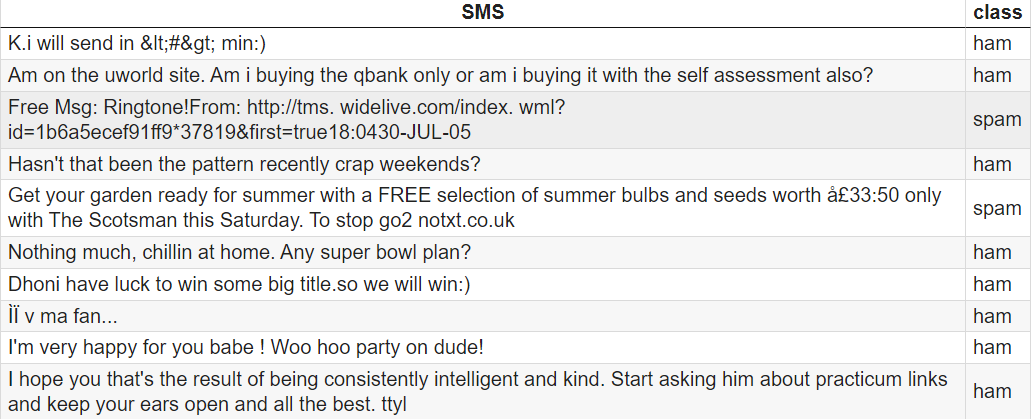 SMS class
K.i will send in &lt;#&gt; min:) ham
Am on the uworld site. Am i buying the qbank only or am i buying it with the self assessment also? ham
Free Msg: Ringtone!From: http://tms. widelive.com/index. wml?
id=1b6a5ecef91ff9*37819&first=true18:0430-JUL-05 spam
Hasn't that been the pattern recently crap weekends? ham
Get your garden ready for summer with a FREE selection of summer bulbs and seeds worth å£33:50 only
with The Scotsman this Saturday. To stop go2 notxt.co.uk spam
Nothing much, chillin at home. Any super bowl plan? ham
Dhoni have luck to win some big title.so we will win:) ham
ÌÏ v ma fan... ham
I'm very happy for you babe ! Woo hoo party on dude! ham
I hope you that's the result of being consistently intelligent and kind. Start asking him about practicum links
and keep your ears open and all the best. ttyl ham